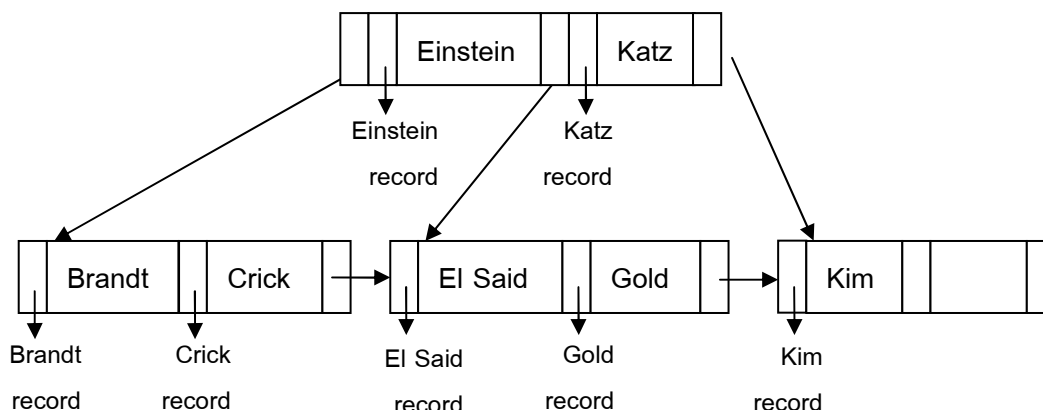 Einstein Katz
Einstein Katz
record record
Brandt Crick El Said Gold Kim
Brandt Crick El Said Gold Kim
record record record record record